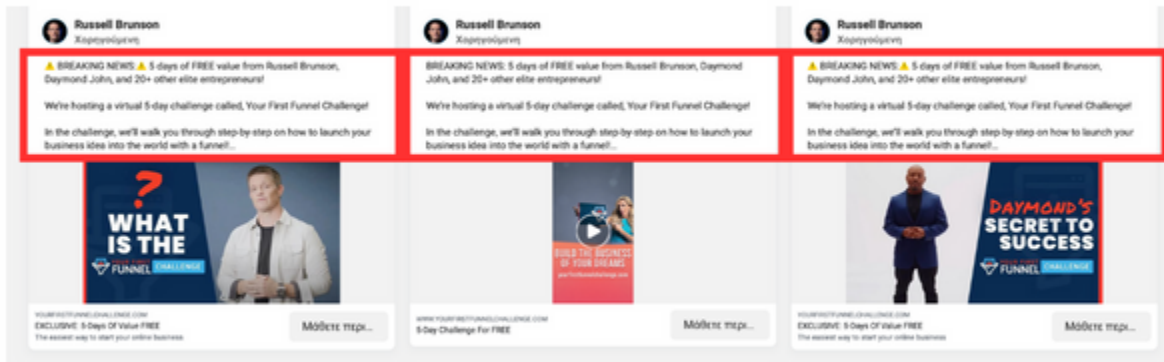 Russell Brunson
Χορηγούμενη
⚠ BREAKING NEWS:⚠ 5 days of FREE value from Russell Brunson,
Daymond John, and 20+ other elite entrepreneurs!
We're hosting a virtual 5-day challenge called, Your First Funnel Challenge!
In the challenge, we'll walk you through step-by-step on how to launch your
business idea into the world with a funnel!...
?
WHAT
IS THE
YOUR FIRST
FUNNEL CHALLENGE
YOURFIRSTFUNNELCHALLENGE.COM
EXCLUSIVE: 5-Days Of Value FREE
The easiest way to start your online business
Μάθετε περι...
Russell Brunson
Χορηγούμενη
BREAKING NEWS: 5 days of FREE value from Russell Brunson, Daymond
John, and 20+ other elite entrepreneurs!
We're hosting a virtual 5-day challenge called, Your First Funnel Challenge!
In the challenge, we'll walk you through step-by-step on how to launch your
business idea into the world with a funnel!...
BUILD THE BUSINESS
OF YOUR DREAMS
yourfirstfunnelchallenge.com
WWW.YOURFIRSTFUNNELCHALLENGE.COM
5-Day Challenge For FREE
Μάθετε περι...
Russell Brunson
Χορηγούμενη
⚠ BREAKING NEWS:⚠ 5 days of FREE value from Russell Brunson,
Daymond John, and 20+ other elite entrepreneurs!
We're hosting a virtual 5-day challenge called, Your First Funnel Challenge!
In the challenge, we'll walk you through step-by-step on how to launch your
business idea into the world with a funnel!...
DAYMOND'S
SECRET TO
SUCCESS
YOUR FIRST
FUNNEL CHALLENGE
YOURFIRSTFUNNELCHALLENGE.COM
EXCLUSIVE: 5-Days Of Value FREE
The easiest way to start your online business
Μάθετε περι...